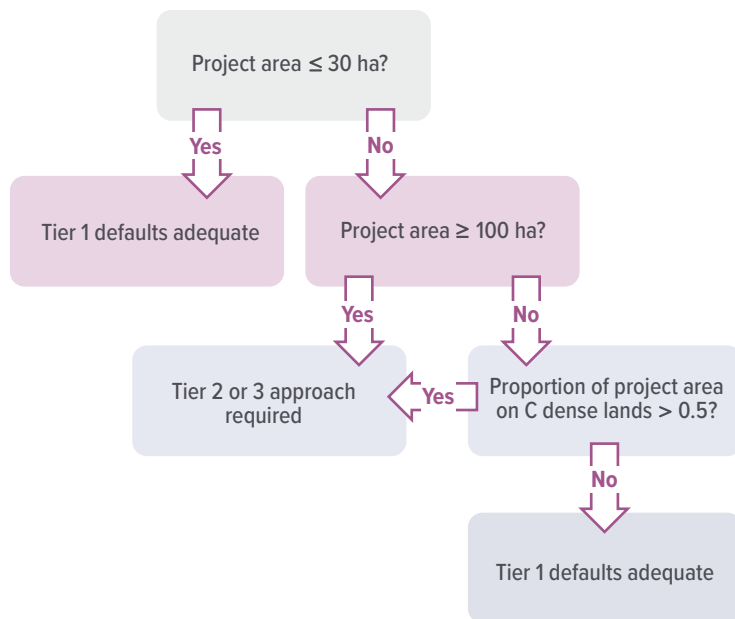 Project area ≤ 30 ha?
Yes
No
Tier 1 defaults adequate
Project area ≥ 100 ha?
Yes
No
Tier 2 or 3 approach
required
Yes
Proportion of project area
on C dense lands > 0.5?
No
Tier 1 defaults adequate